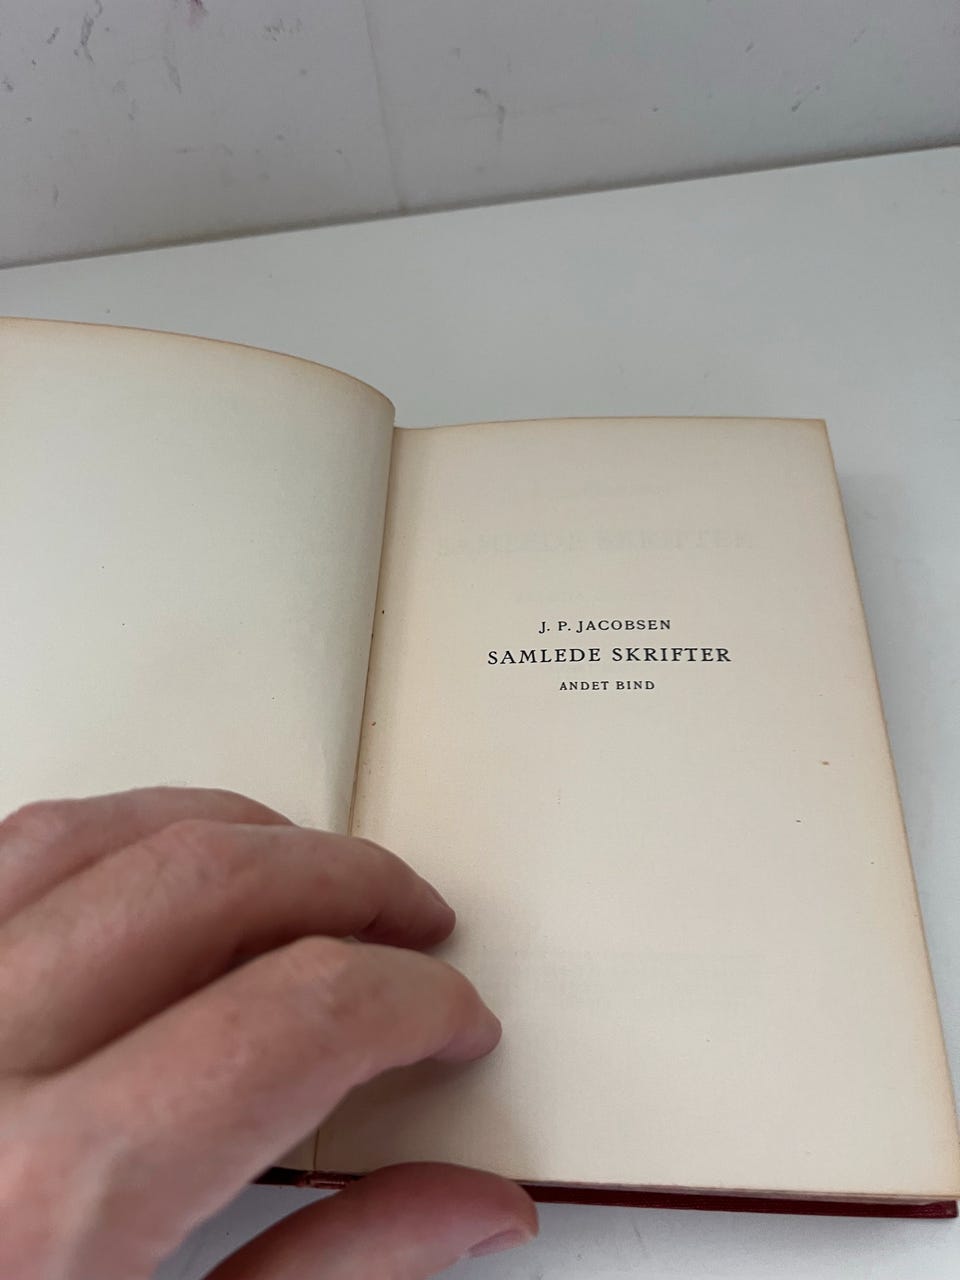 J. P. JACOBSEN
SAMLEDE SKRIFTER
ANDET BIND